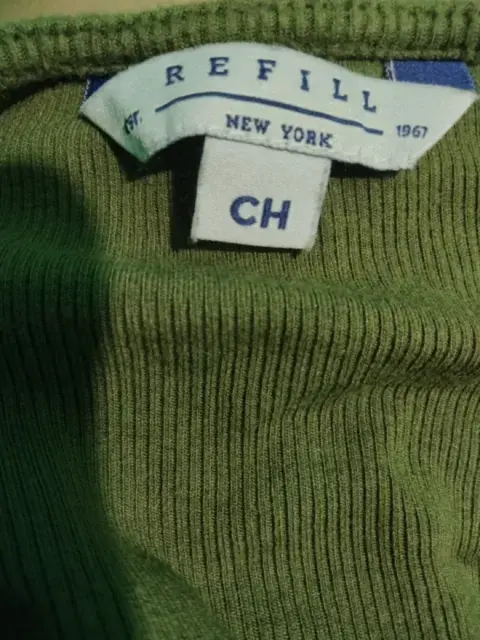 REFILL
EST. 1967
NEW YORK
CH